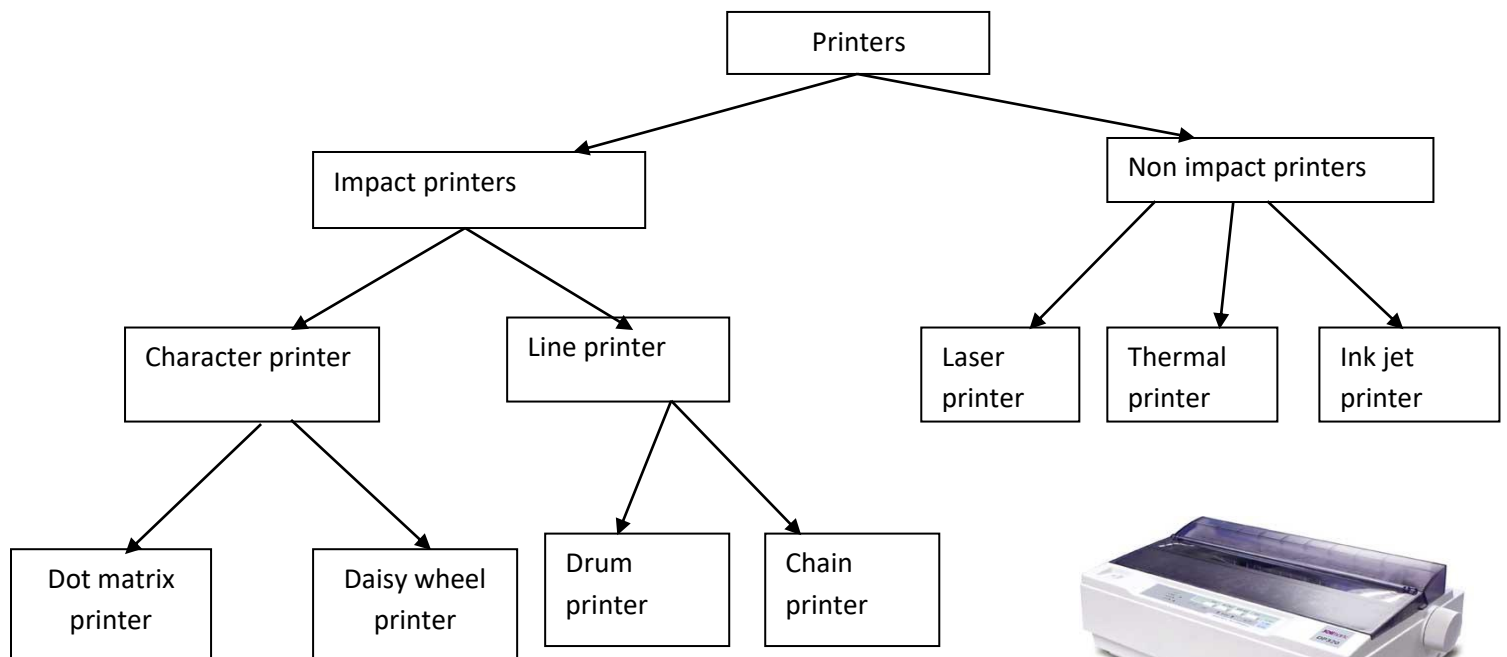 Printers
Impact printers
Non impact printers
Character printer
Line printer
Laser
printer
Thermal
printer
Ink jet
printer
Dot matrix
printer
Daisy wheel
printer
Drum
printer
Chain
printer